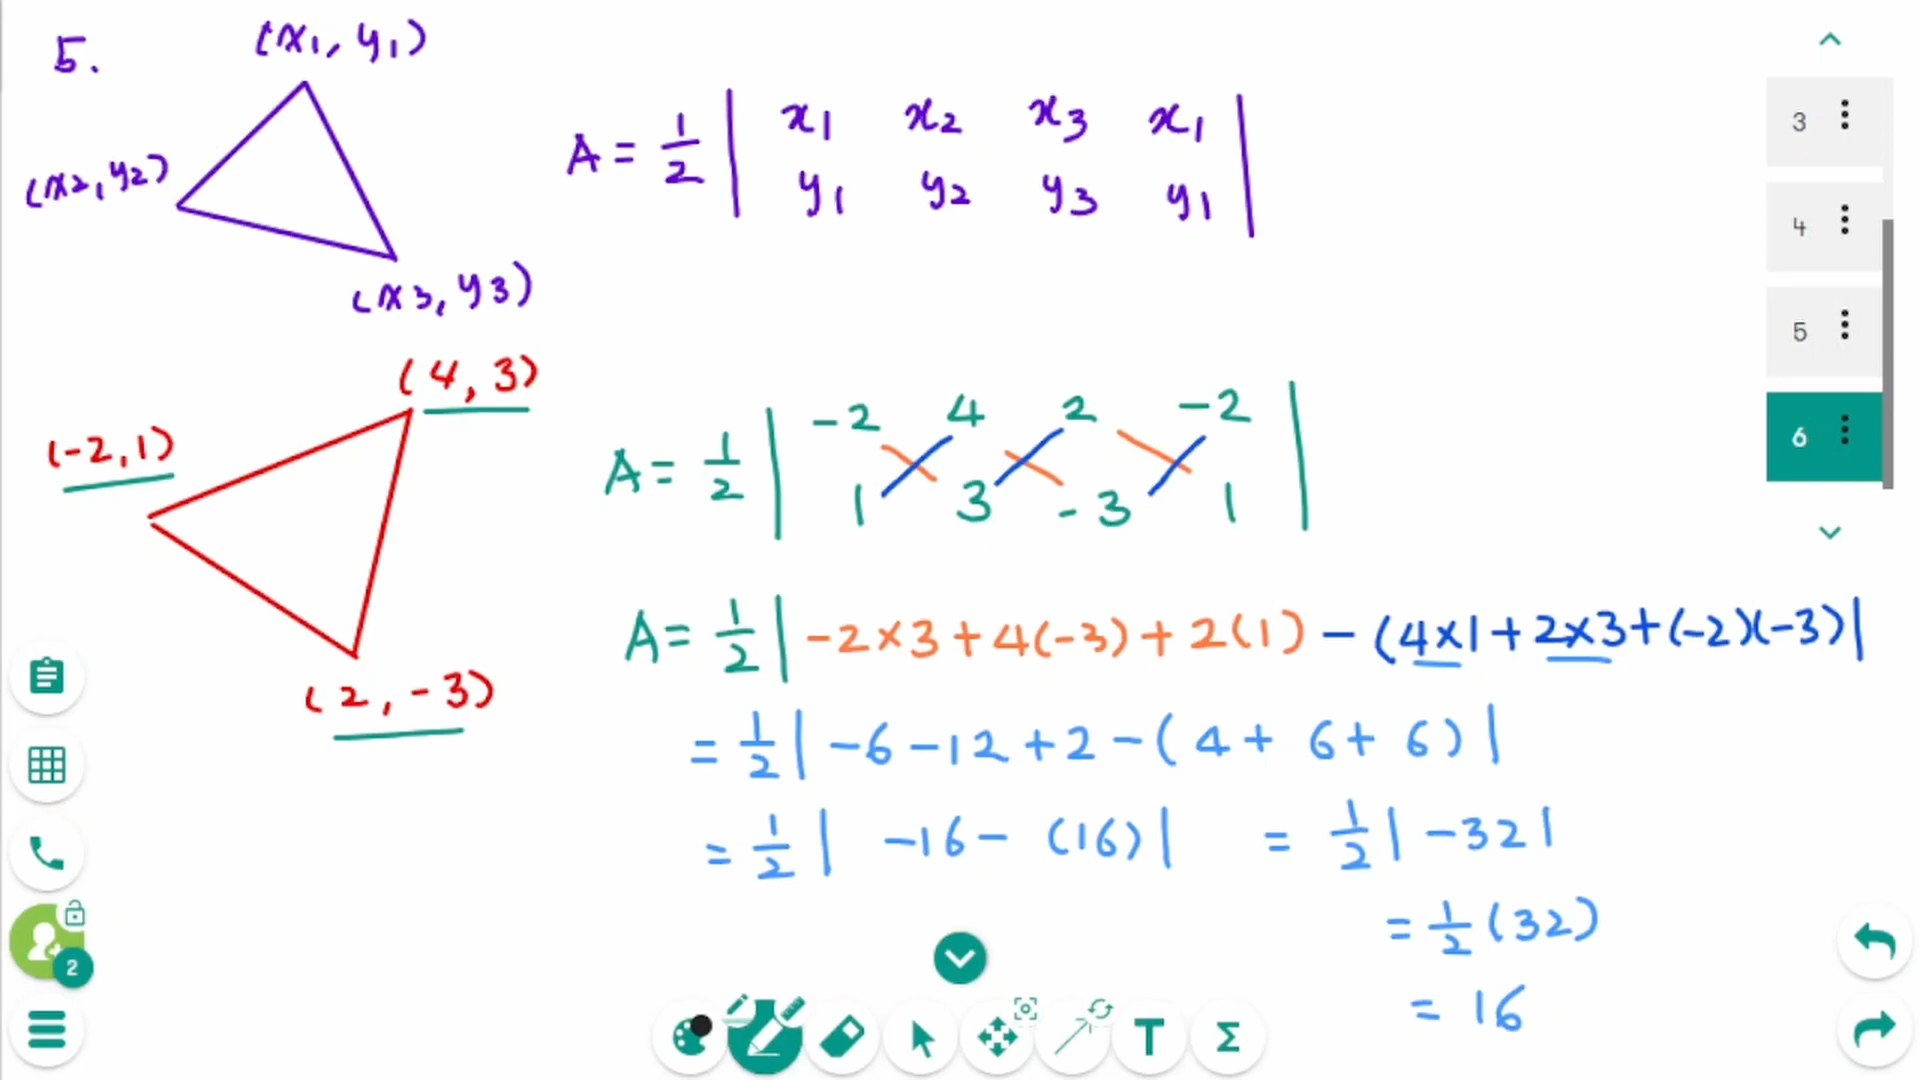 5.
(x1, y1)
(x2, y2)
(x3, y3)
A = 1/2 | x1 x2 x3 x1 |
y1 y2 y3 y1
3
4
5
6
(4, 3)
(-2, 1)
(2, -3)
A = 1/2 | -2 4 2 -2 |
1 3 -3 1
A = 1/2 | -2×3 + 4(-3) + 2(1) - (4×1 + 2×3 + (-2)(-3) |
= 1/2 | -6 - 12 + 2 - (4 + 6 + 6) |
= 1/2 | -16 - (16) | = 1/2 | -32 |
= 1/2 (32)
= 16
2
T Σ